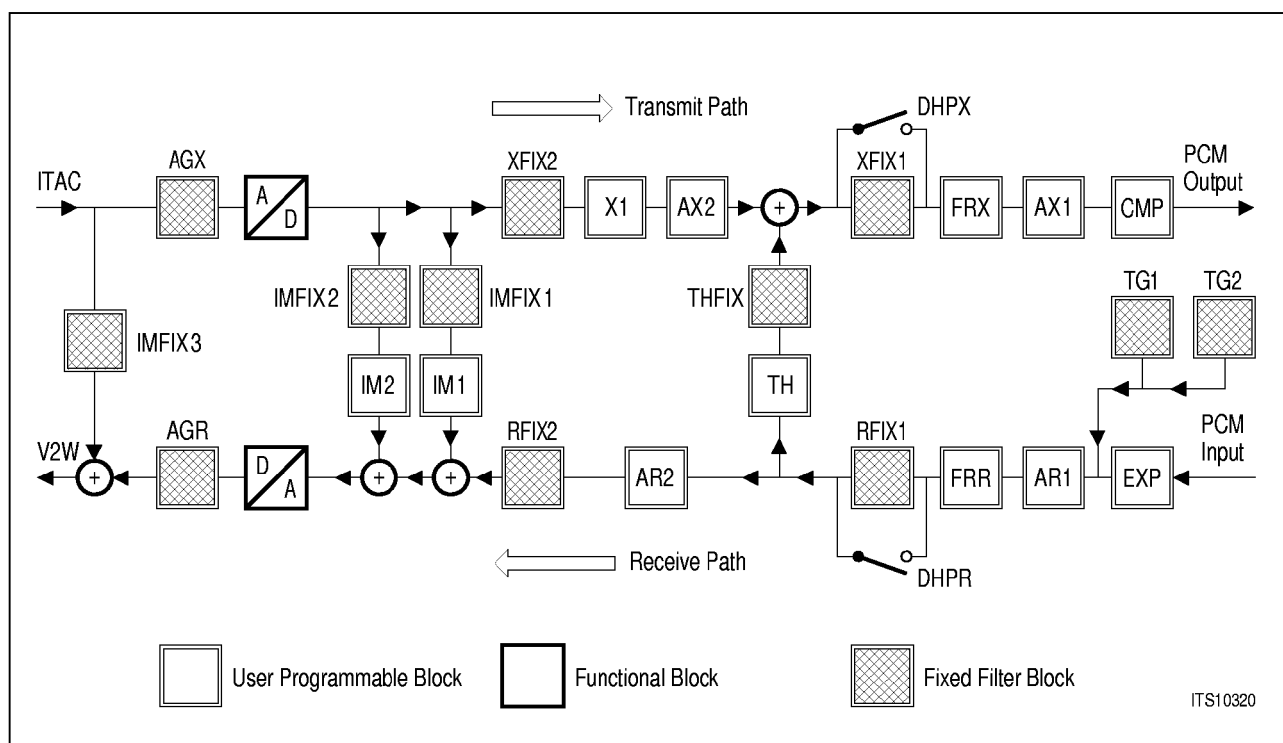 Transmit Path
DHPX
AGX
XFIX2
XFIX1
PCM
Output
ITAC
A
D
X1
AX2
+
FRX
AX1
CMP
IMFIX2
IMFIX1
THFIX
TG1
TG2
IMFIX3
IM2
IM1
TH
V2W
AGR
RFIX2
RFIX1
PCM
Input
+
D
A
+
+
AR2
FRR
AR1
EXP
Receive Path
DHPR
User Programmable Block
Functional Block
Fixed Filter Block
ITS10320